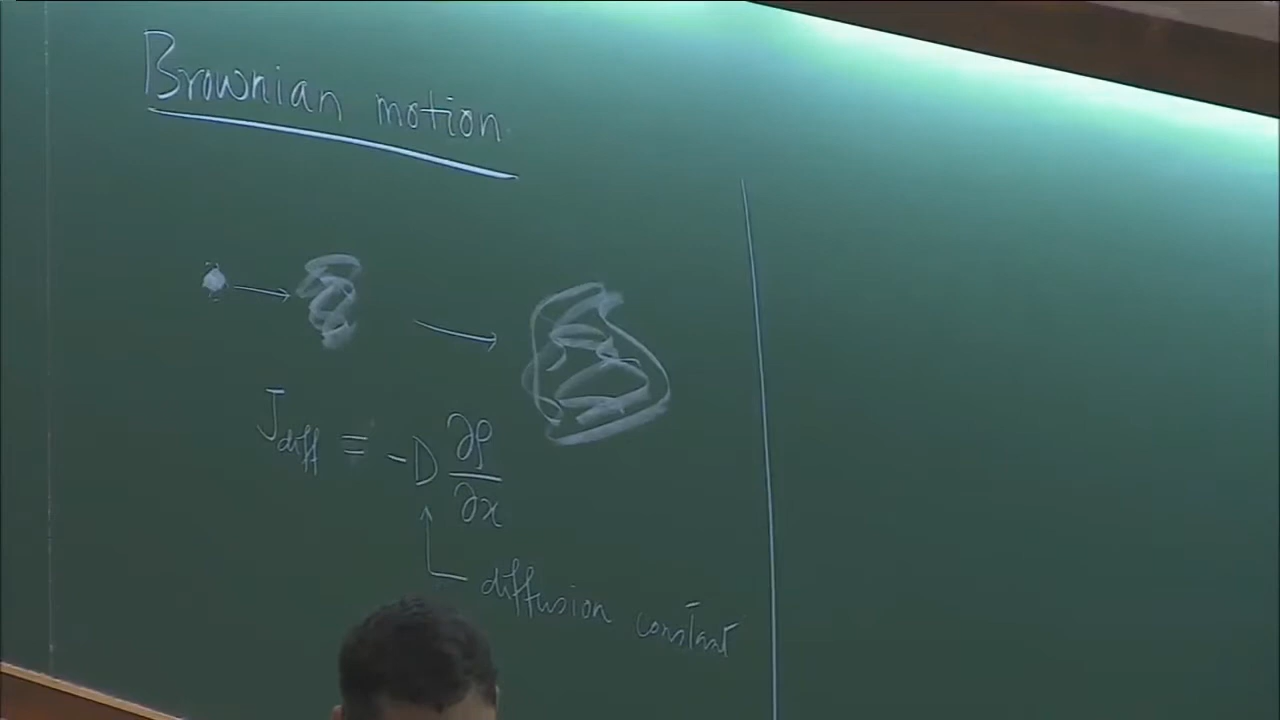 Brownian motion
J_diff = -D ∂ρ/∂x
diffusion constant